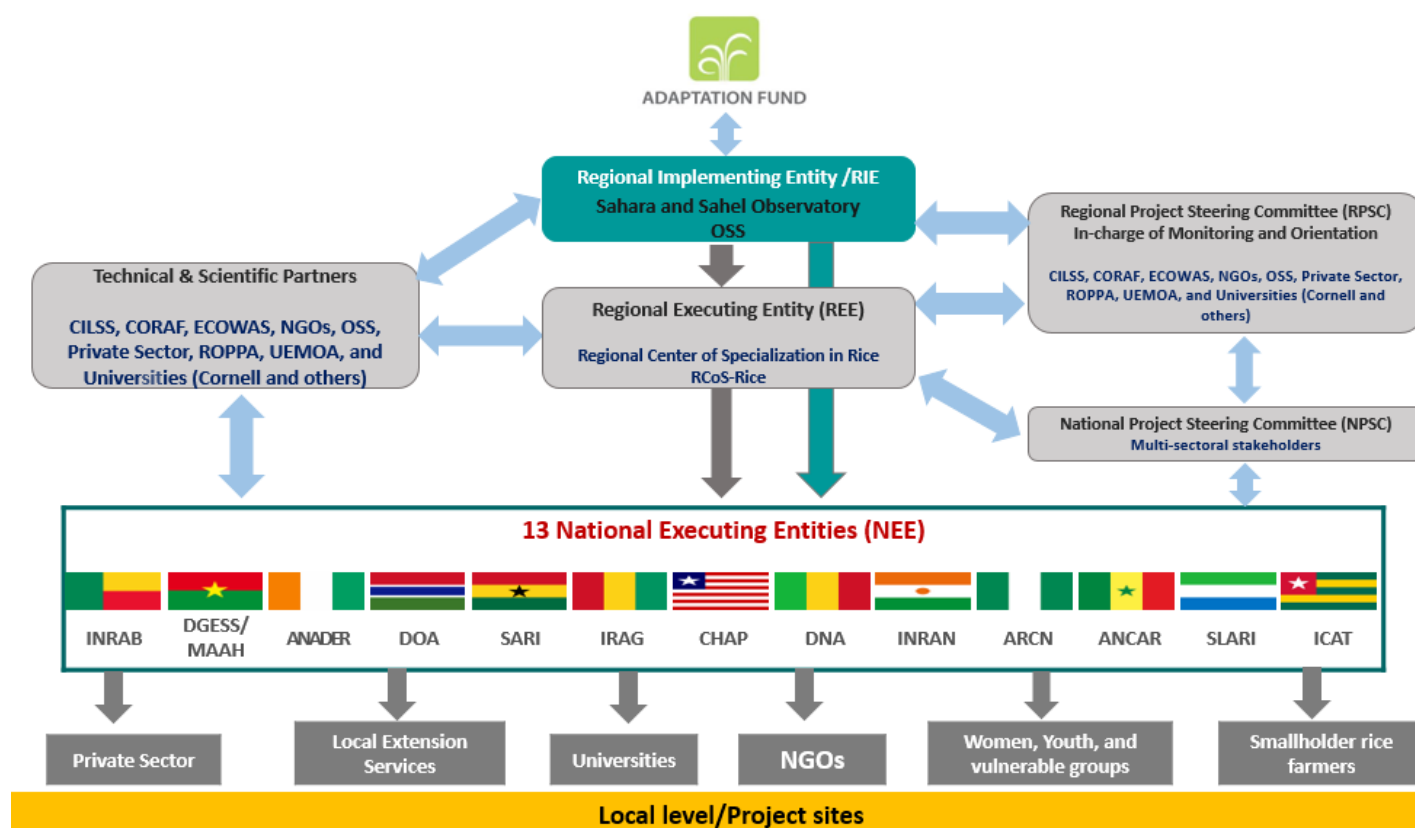 ADAPTATION FUND
Regional Implementing Entity /RIE
Sahara and Sahel Observatory
OSS
Regional Project Steering Committee (RPSC)
In-charge of Monitoring and Orientation
CILSS, CORAF, ECOWAS, NGOs, OSS, Private Sector,
ROPPA, UEMOA, and Universities (Cornell and
others)
Technical & Scientific Partners
CILSS, CORAF, ECOWAS, NGOs, OSS,
Private Sector, ROPPA, UEMOA, and
Universities (Cornell and others)
Regional Executing Entity (REE)
Regional Center of Specialization in Rice
RCoS-Rice
National Project Steering Committee (NPSC)
Multi-sectoral stakeholders
13 National Executing Entities (NEE)
INRAB
DGESS/
MAAH
ANADER
DOA
SARI
IRAG
CHAP
DNA
INRAN
ARCN
ANCAR
SLARI
ICAT
Private Sector
Local Extension
Services
Universities
NGOs
Women, Youth, and
vulnerable groups
Smallholder rice
farmers
Local level/Project sites